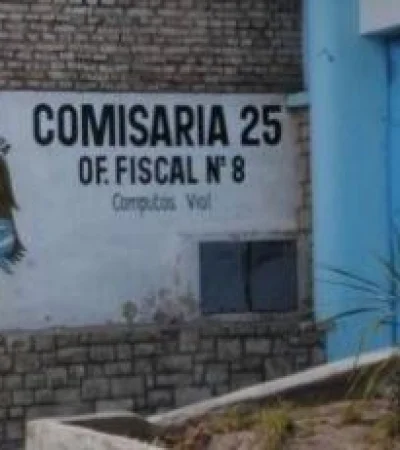 COMISARIA 25
OF. FISCAL N° 8
Computos Vial